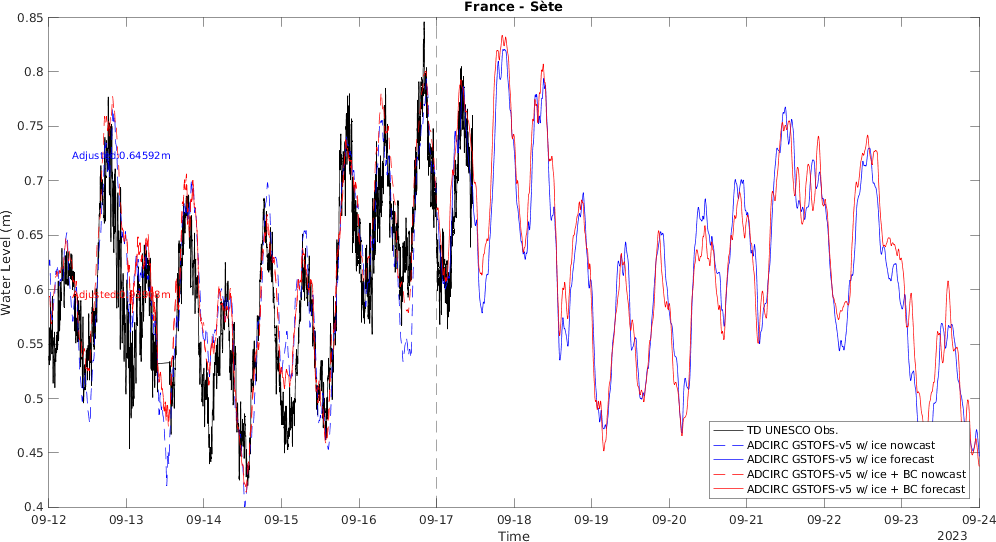 France - Sète
0.85
0.8
0.75
0.7
0.65
0.6
0.55
0.5
0.45
0.4
Water Level (m)
Adjusted:0.64592m
TD UNESCO Obs.
ADCIRC GSTOFS-v5 w/ ice nowcast
ADCIRC GSTOFS-v5 w/ ice forecast
ADCIRC GSTOFS-v5 w/ ice + BC nowcast
ADCIRC GSTOFS-v5 w/ ice + BC forecast
09-12 09-13 09-14 09-15 09-16 09-17 09-18 09-19 09-20 09-21 09-22 09-23 09-24
Time
2023